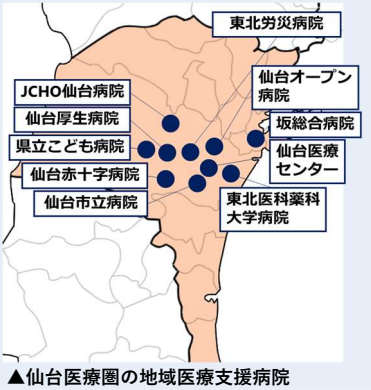 東北労災病院
仙台オープン
病院
JCHO仙台病院
仙台厚生病院
坂総合病院
県立こども病院
仙台医療
センター
仙台赤十字病院
仙台市立病院
東北医科薬科
大学病院
▲仙台医療圏の地域医療支援病院